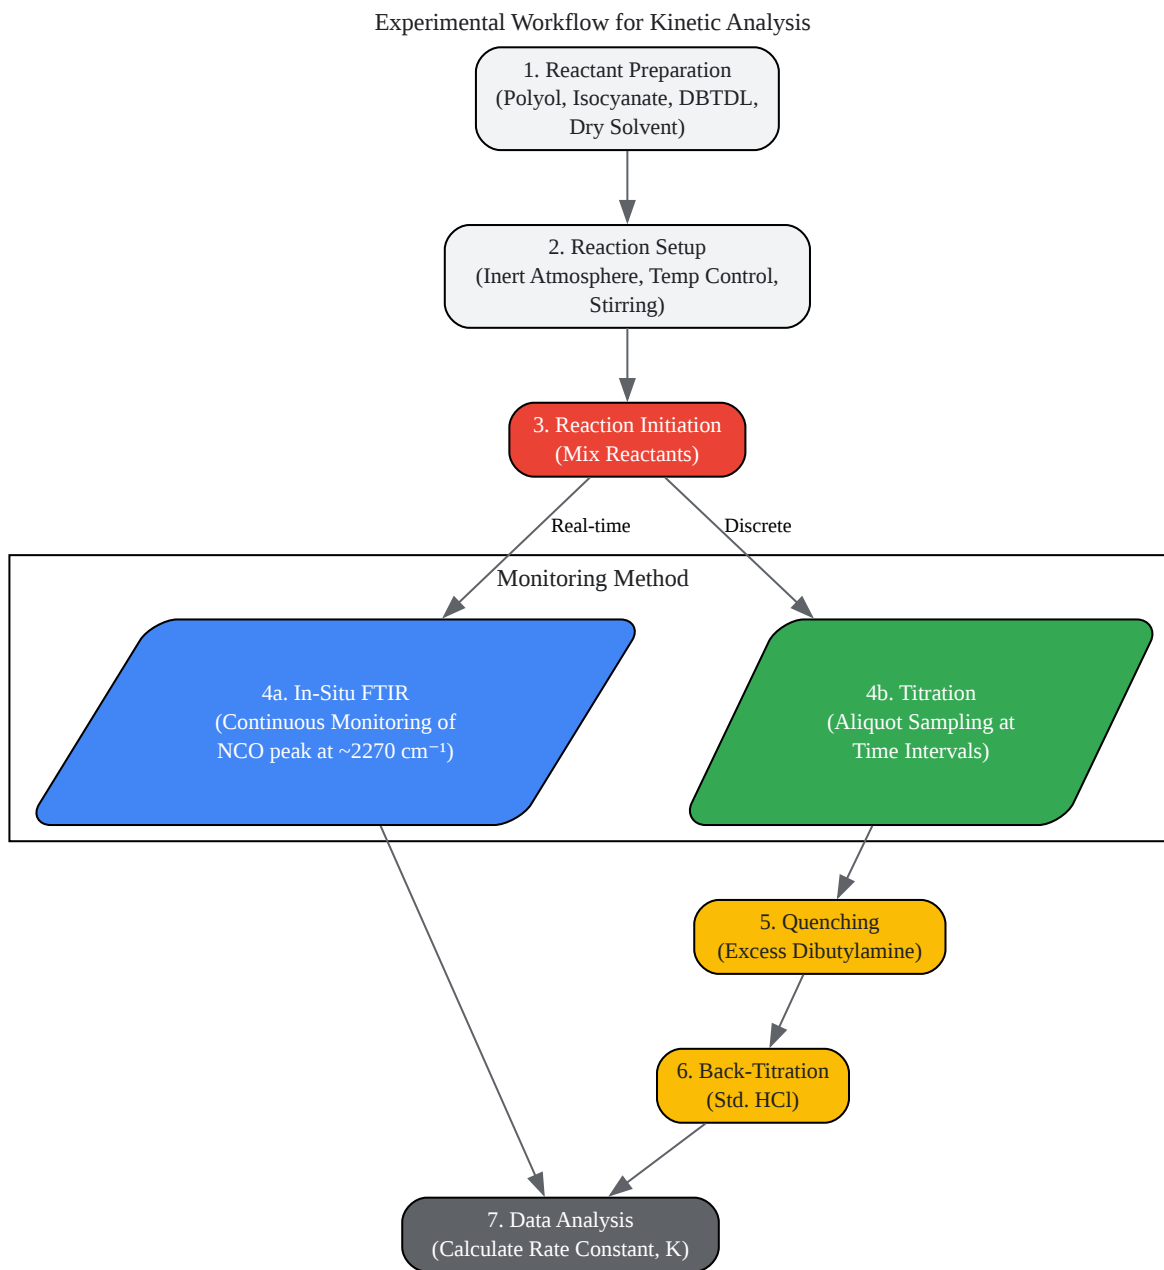 Experimental Workflow for Kinetic Analysis
1. Reactant Preparation
(Polyol, Isocyanate, DBTDL,
Dry Solvent)
2. Reaction Setup
(Inert Atmosphere, Temp Control,
Stirring)
3. Reaction Initiation
(Mix Reactants)
Real-time
Discrete
Monitoring Method
4a. In-Situ FTIR
(Continuous Monitoring of
NCO peak at ~2270 cm⁻¹)
4b. Titration
(Aliquot Sampling at
Time Intervals)
5. Quenching
(Excess Dibutylamine)
6. Back-Titration
(Std. HCl)
7. Data Analysis
(Calculate Rate Constant, K)